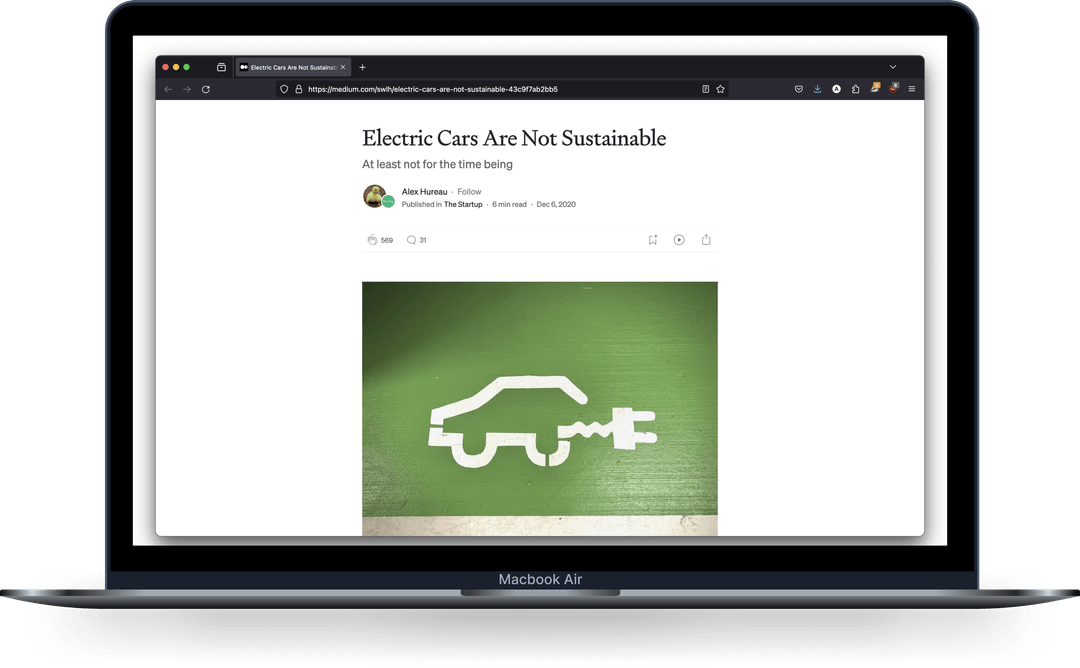 Electric Cars Are Not Sustainab
https://medium.com/swlh/electric-cars-are-not-sustainable-43c9f7ab2bb5
Electric Cars Are Not Sustainable
At least not for the time being
Alex Hureau · Follow
Published in The Startup · 6 min read · Dec 6, 2020
569 31
Macbook Air